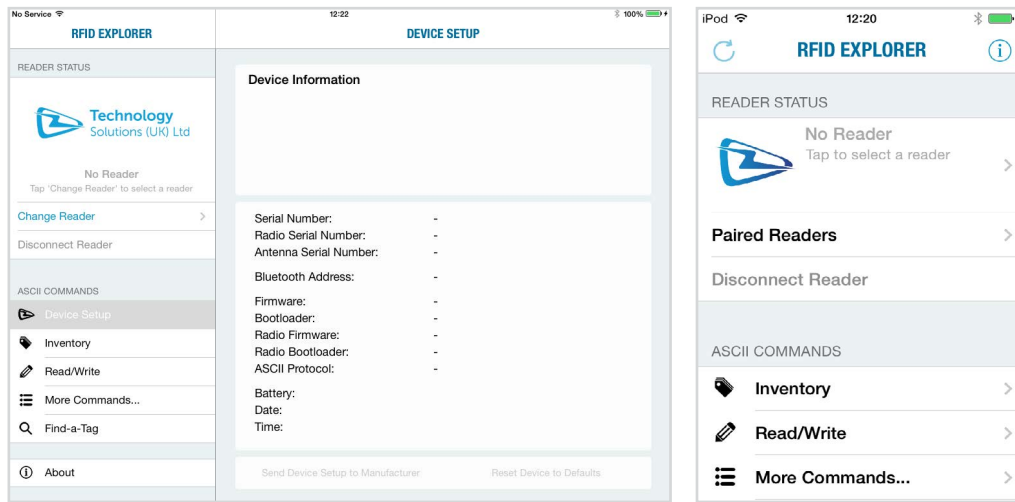 No Service 12:22 100%
RFID EXPLORER DEVICE SETUP
READER STATUS
Technology
Solutions (UK) Ltd
No Reader
Tap 'Change Reader' to select a reader
Change Reader
Disconnect Reader
ASCII COMMANDS
Device Setup
Inventory
Read/Write
More Commands...
Find-a-Tag
About
Device Information
Serial Number: -
Radio Serial Number: -
Antenna Serial Number: -
Bluetooth Address: -
Firmware: -
Bootloader: -
Radio Firmware: -
Radio Bootloader: -
ASCII Protocol: -
Battery:
Date:
Time:
Send Device Setup to Manufacturer Reset Device to Defaults
iPod 12:20
RFID EXPLORER
READER STATUS
No Reader
Tap to select a reader
Paired Readers
Disconnect Reader
ASCII COMMANDS
Inventory
Read/Write
More Commands...